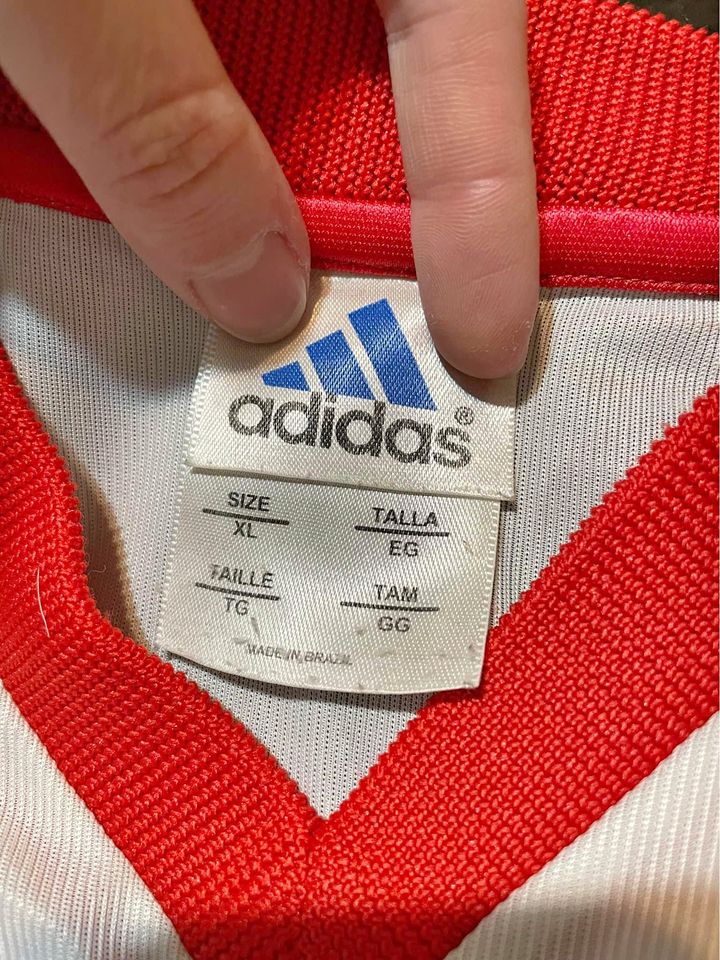 adidas®
SIZE TALLA
XL EG
TAILLE TAM
TG GG
MADE IN BRAZIL